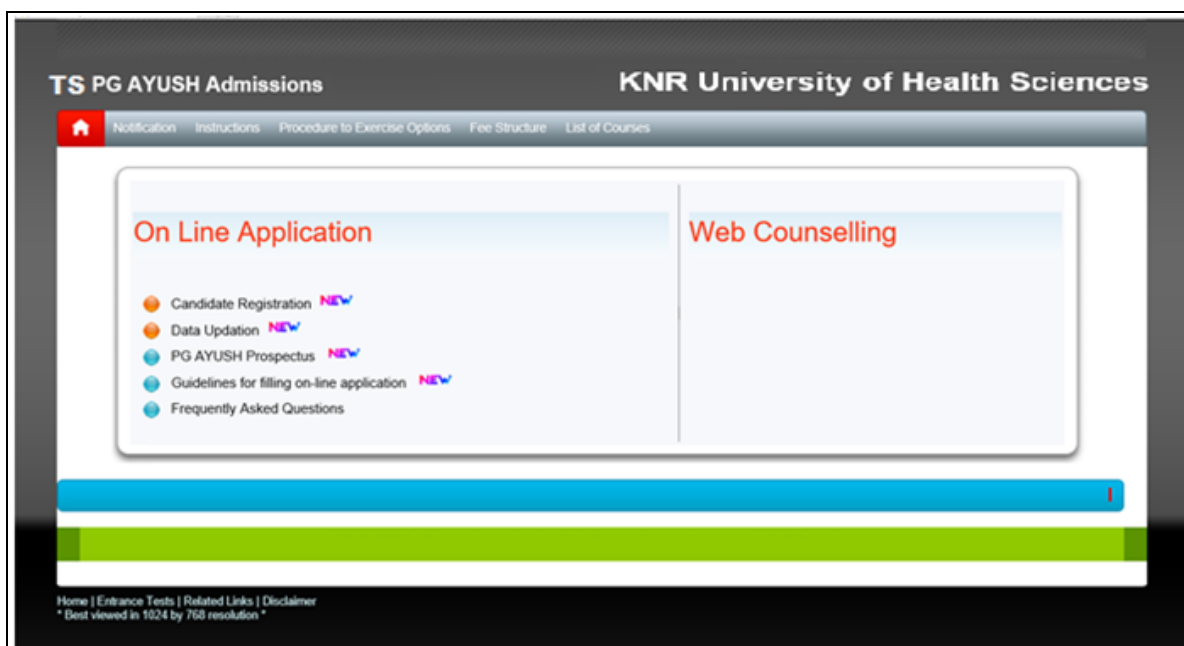 TS PG AYUSH Admissions
KNR University of Health Sciences
Notification Instructions Procedure to Exercise Options Fee Structure List of Courses
On Line Application
Web Counselling
Candidate Registration NEW
Data Updation NEW
PG AYUSH Prospectus NEW
Guidelines for filling on-line application NEW
Frequently Asked Questions
Home | Entrance Tests | Related Links | Disclaimer
* Best viewed in 1024 by 768 resolution *